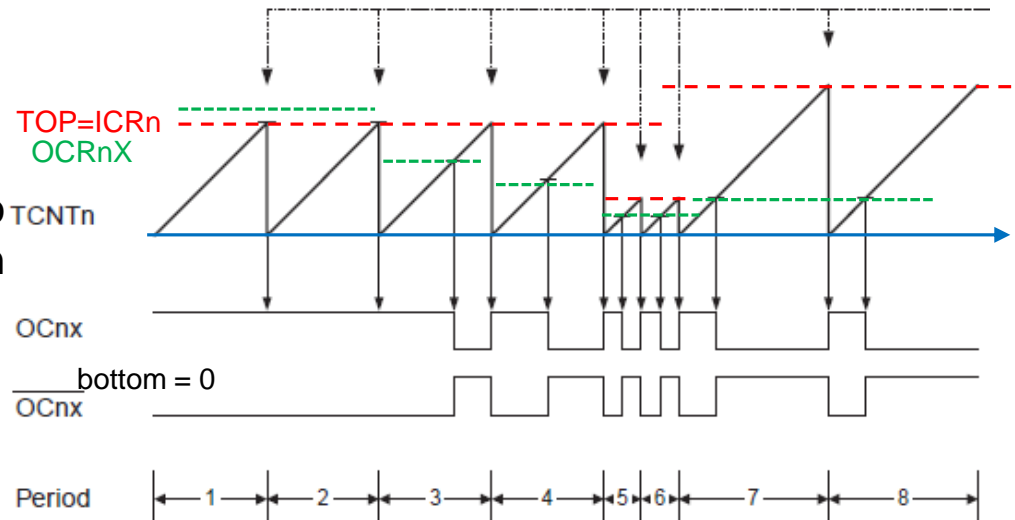 TOP=ICRn
OCRnX
TCNTn
OCnx
bottom = 0
OCnx
Period 1 2 3 4 5 6 7 8